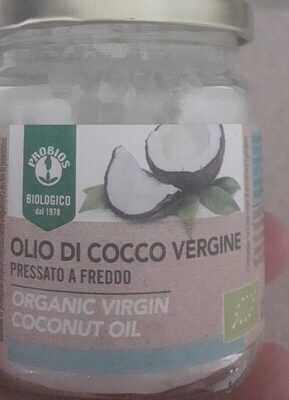 PROBIOS
BIOLOGICO
dal 1978
OLIO DI COCCO VERGINE
PRESSATO A FREDDO
ORGANIC VIRGIN
COCONUT OIL